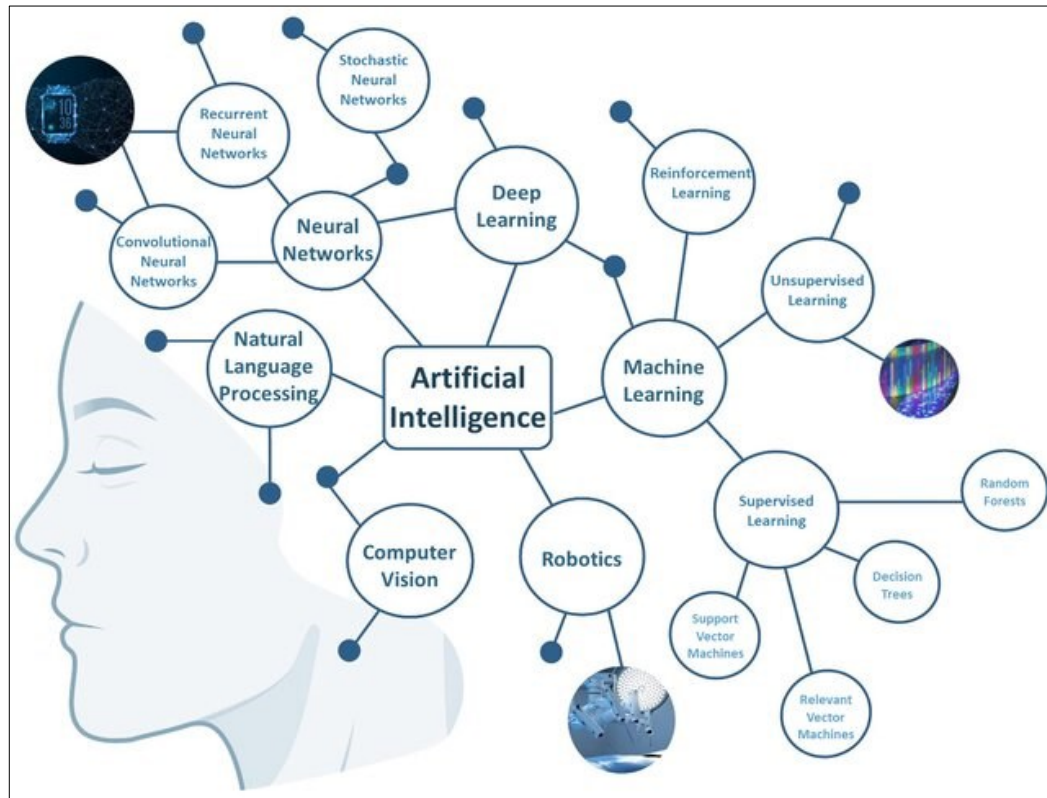 Stochastic
Neural
Networks
10
36
Recurrent
Neural
Networks
Deep
Learning
Reinforcement
Learning
Convolutional
Neural
Networks
Neural
Networks
Unsupervised
Learning
Natural
Language
Processing
Artificial
Intelligence
Machine
Learning
Supervised
Learning
Random
Forests
Computer
Vision
Robotics
Decision
Trees
Support
Vector
Machines
Relevant
Vector
Machines